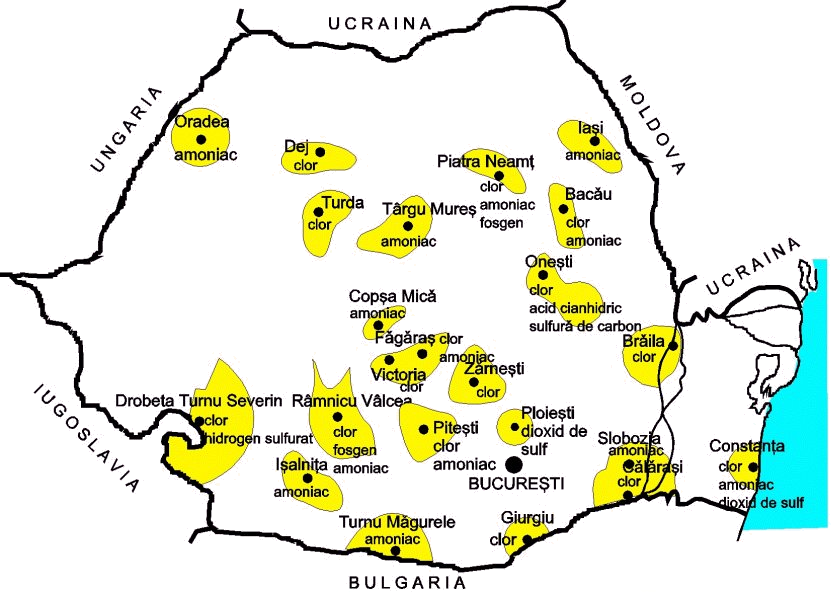 UCRAINA
UNGARIA
MOLDOVA
Oradea
amoniac
Dej
clor
Piatra Neamț
clor
amoniac
fosgen
Iași
amoniac
Turda
clor
Târgu Mureș
amoniac
Bacău
clor
amoniac
Onești
clor
acid cianhidric
sulfură de carbon
UCRAINA
Copșa Mică
amoniac
Făgăraș clor
amoniac
Victoria
clor
Zărnești
clor
Brăila
clor
IUGOSLAVIA
Drobeta Turnu Severin
clor
hidrogen sulfurat
Râmnicu Vâlcea
clor
fosgen
amoniac
Pitești
clor
amoniac
Ploiești
dioxid de
sulf
BUCUREȘTI
Slobozia
amoniac
Călărași
clor
Constanța
clor
amoniac
dioxid de sulf
Ișalnița
amoniac
Turnu Măgurele
amoniac
Giurgiu
clor
BULGARIA